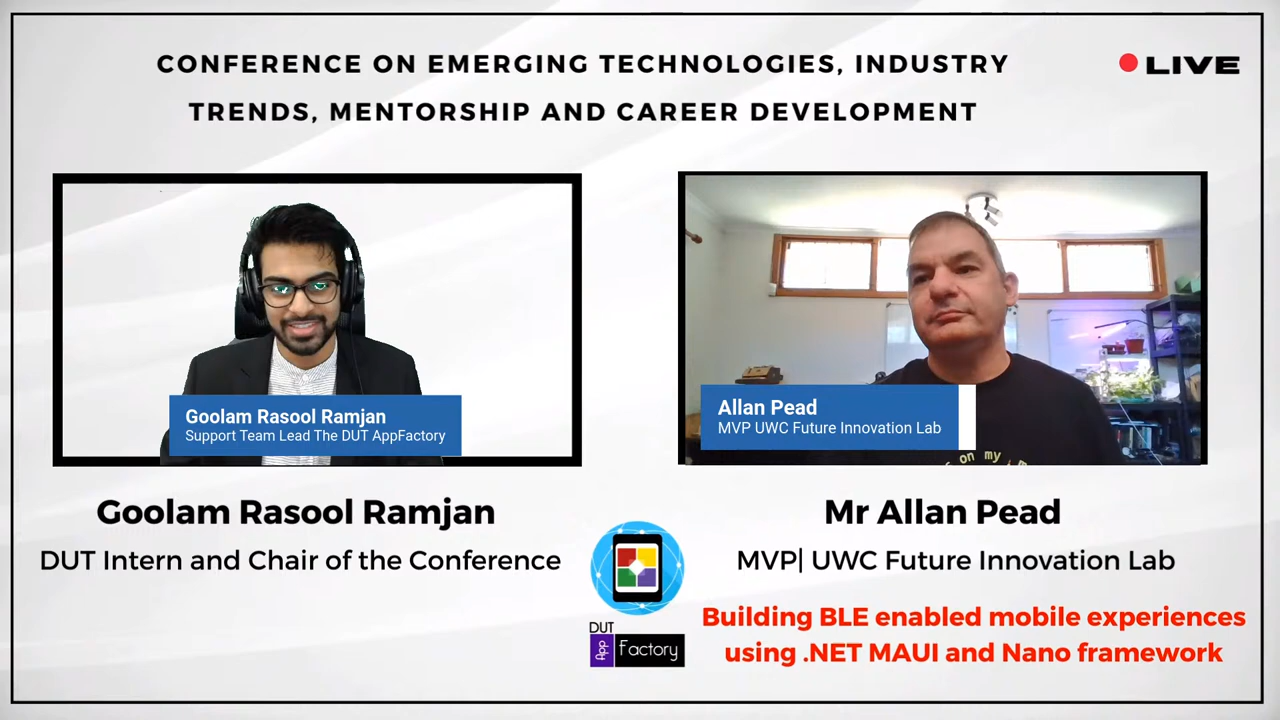 CONFERENCE ON EMERGING TECHNOLOGIES, INDUSTRY
TRENDS, MENTORSHIP AND CAREER DEVELOPMENT
LIVE
Goolam Rasool Ramjan
Support Team Lead The DUT AppFactory
Allan Pead
MVP UWC Future Innovation Lab
on my
Goolam Rasool Ramjan
DUT Intern and Chair of the Conference
Mr Allan Pead
MVP| UWC Future Innovation Lab
DUT
App
Factory
Building BLE enabled mobile experiences
using .NET MAUI and Nano framework